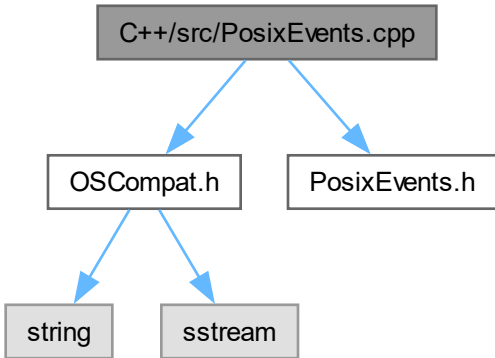 C++/src/PosixEvents.cpp
OSCompat.h
PosixEvents.h
string
sstream